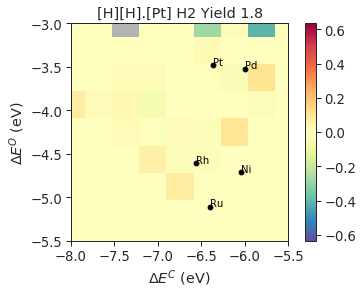 [H][H].[Pt] H2 Yield 1.8
−3.0
−3.5
−4.0
−4.5
−5.0
−5.5
ΔE^O (eV)
Pt
Pd
Rh
Ni
Ru
−8.0 −7.5 −7.0 −6.5 −6.0 −5.5
ΔE^C (eV)
0.6
0.4
0.2
0.0
−0.2
−0.4
−0.6